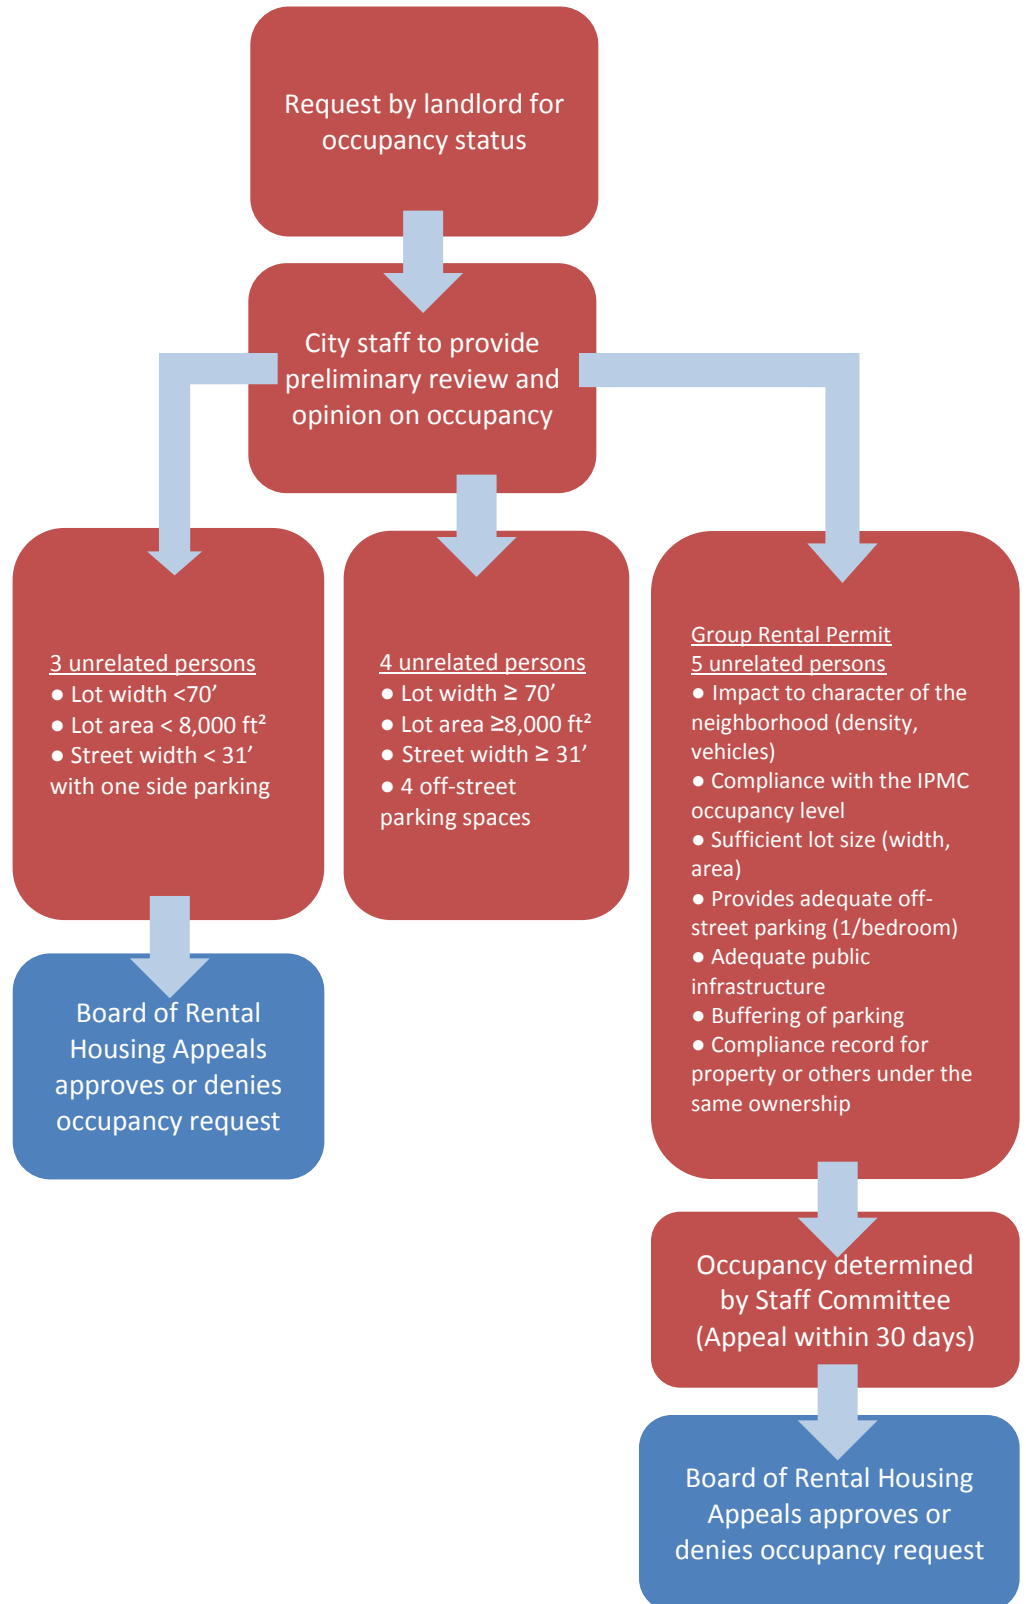 Request by landlord for
occupancy status
City staff to provide
preliminary review and
opinion on occupancy
3 unrelated persons
● Lot width <70’
● Lot area < 8,000 ft²
● Street width < 31’
with one side parking
4 unrelated persons
● Lot width ≥ 70’
● Lot area ≥8,000 ft²
● Street width ≥ 31’
● 4 off-street
parking spaces
Group Rental Permit
5 unrelated persons
● Impact to character of the
neighborhood (density,
vehicles)
● Compliance with the IPMC
occupancy level
● Sufficient lot size (width,
area)
● Provides adequate off-
street parking (1/bedroom)
● Adequate public
infrastructure
● Buffering of parking
● Compliance record for
property or others under the
same ownership
Board of Rental
Housing Appeals
approves or denies
occupancy request
Occupancy determined
by Staff Committee
(Appeal within 30 days)
Board of Rental Housing
Appeals approves or
denies occupancy request